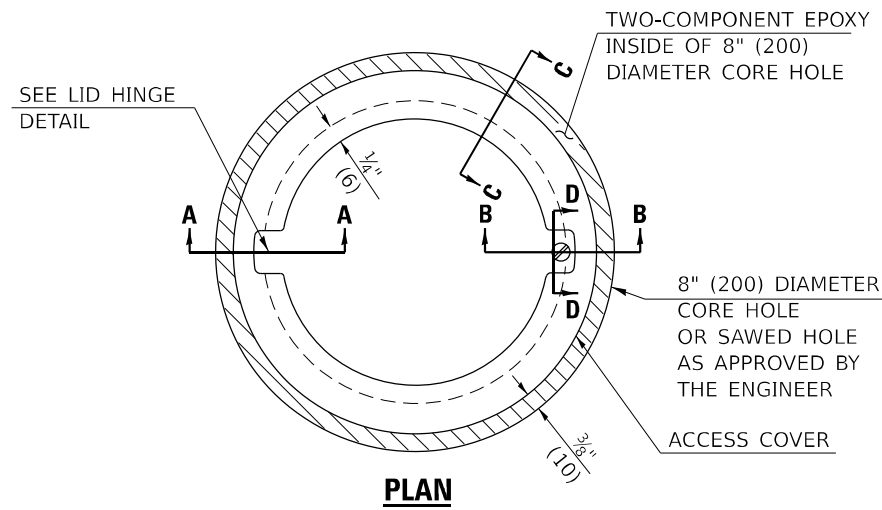 TWO-COMPONENT EPOXY
INSIDE OF 8" (200)
DIAMETER CORE HOLE
SEE LID HINGE
DETAIL
C
C
1/4"
(6)
A
A
B
B
D
D
8" (200) DIAMETER
CORE HOLE
OR SAWED HOLE
AS APPROVED BY
THE ENGINEER
ACCESS COVER
3/8"
(10)
PLAN